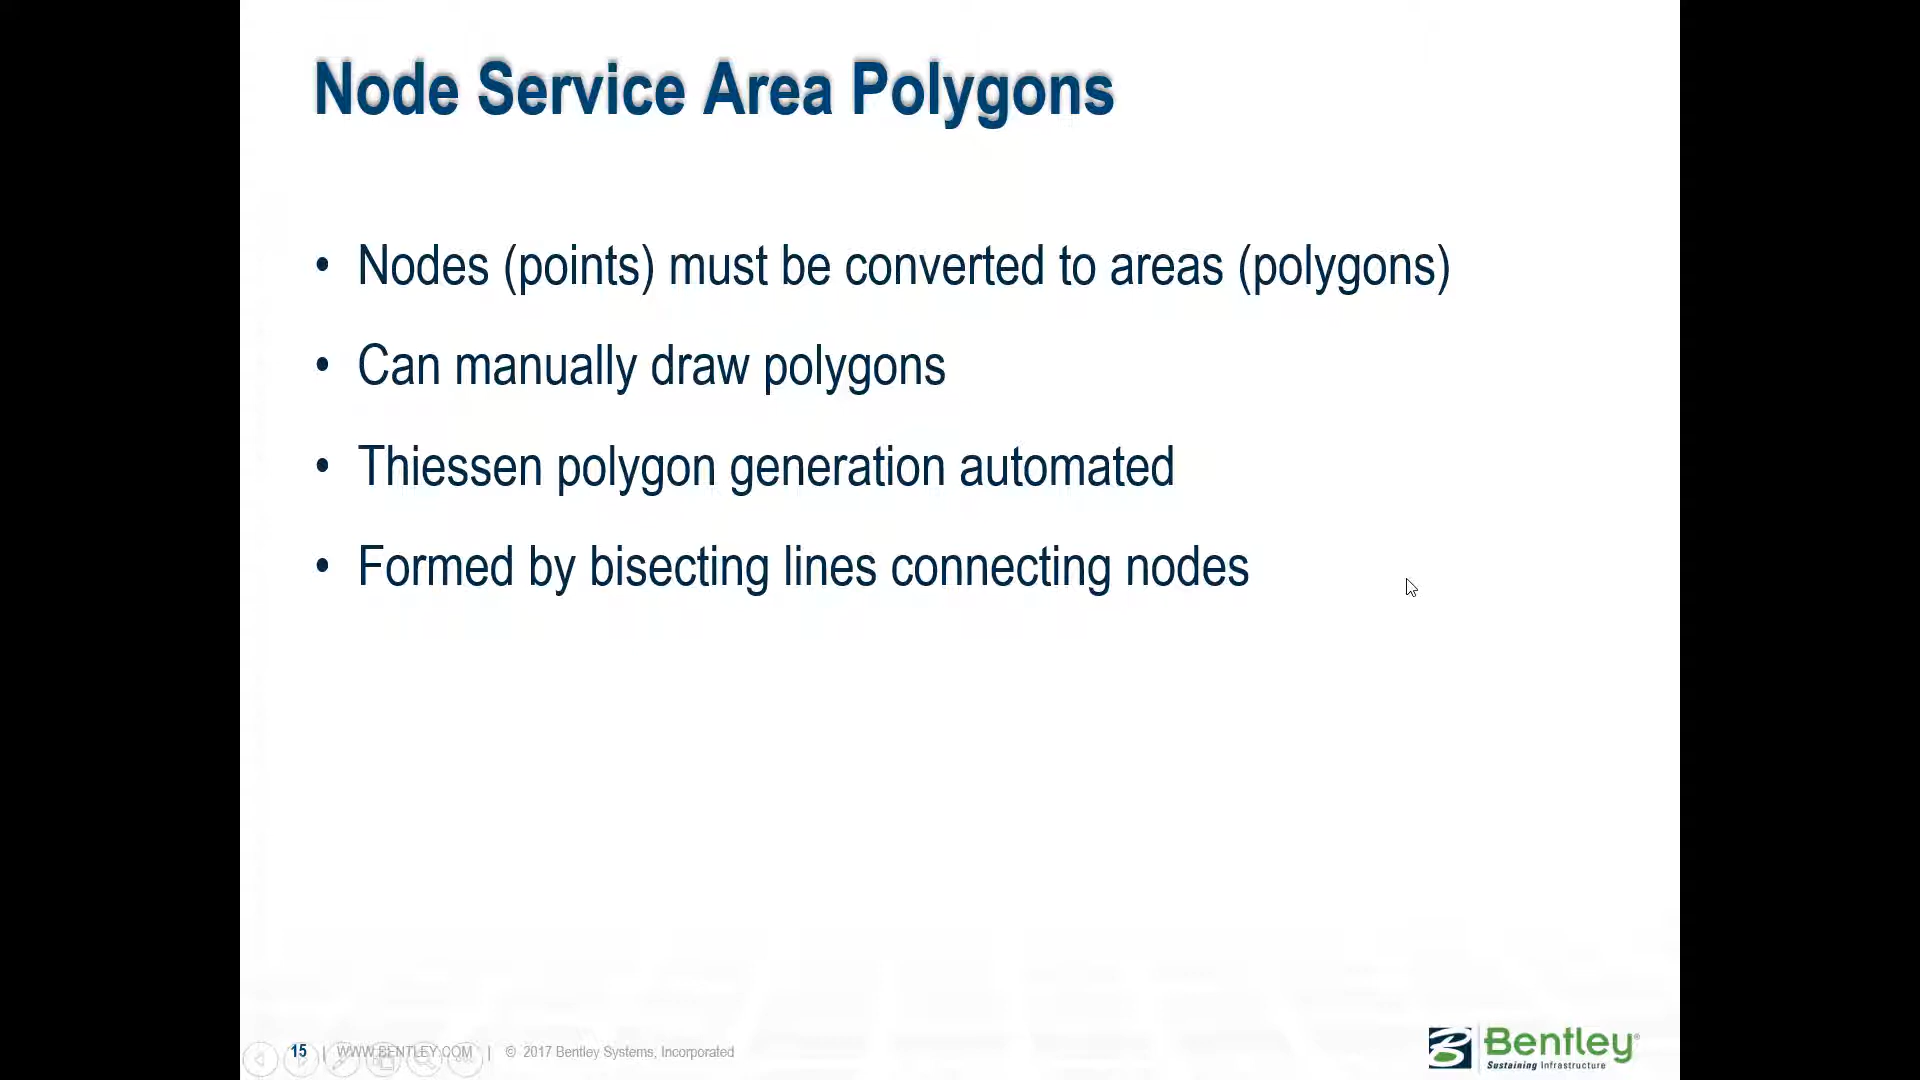 Node Service Area Polygons
• Nodes (points) must be converted to areas (polygons)
• Can manually draw polygons
• Thiessen polygon generation automated
• Formed by bisecting lines connecting nodes
15 | WWW.BENTLEY.COM | © 2017 Bentley Systems, Incorporated
Bentley®
Sustaining Infrastructure